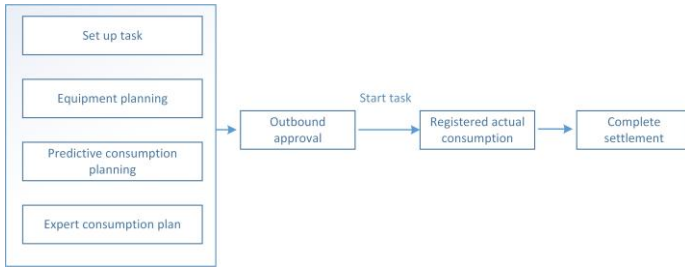 Set up task
Equipment planning
Predictive consumption
planning
Expert consumption plan
Outbound
approval
Start task
Registered actual
consumption
Complete
settlement